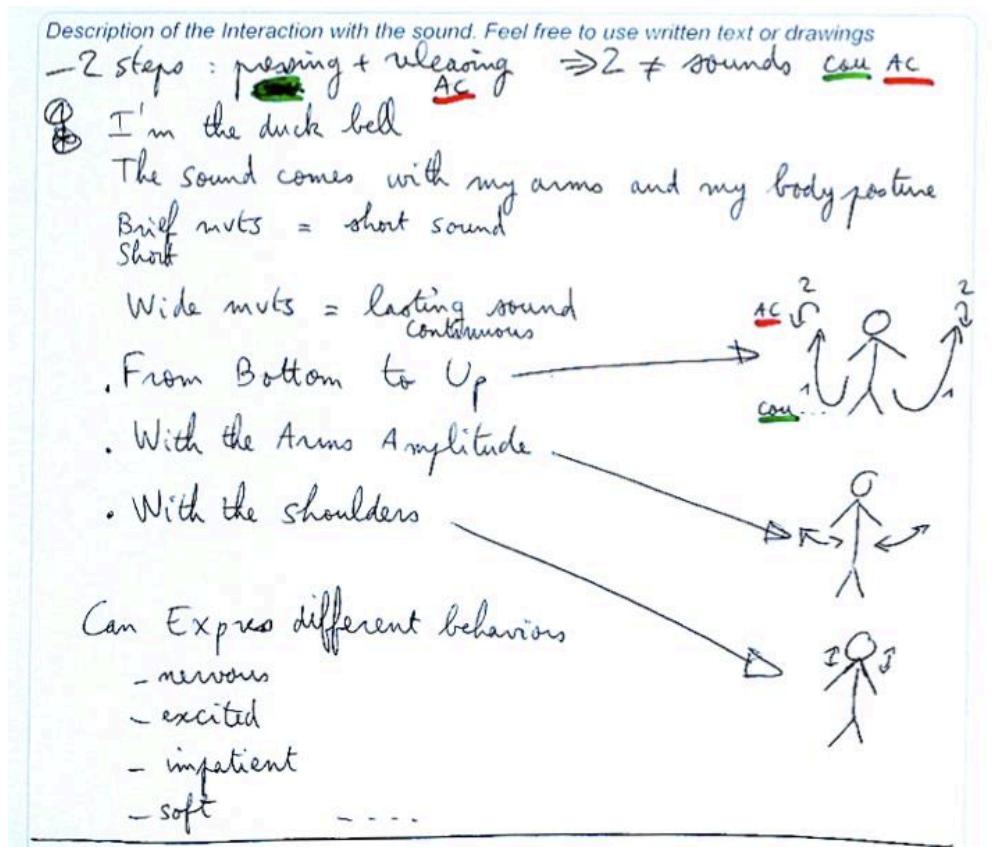 Description of the Interaction with the sound. Feel free to use written text or drawings
- 2 steps : pressing + releasing ⇒ 2 ≠ sounds COU AC
AC
I'm the duck bell
The sound comes with my arms and my body posture
Brief mvts = short sound
Short
Wide mvts = lasting sound
continuous
. From Bottom to Up
2 2
AC
1 1
COU...
. With the Arms Amplitude
. With the shoulders
Can Express different behaviors
- nervous
- excited
- impatient
- soft - - - -